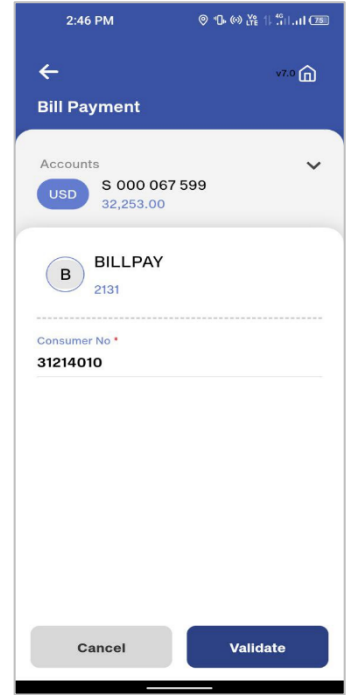 2:46 PM
v7.0
Bill Payment
Accounts
USD
S 000 067 599
32,253.00
B
BILLPAY
2131
Consumer No *
31214010
Cancel
Validate